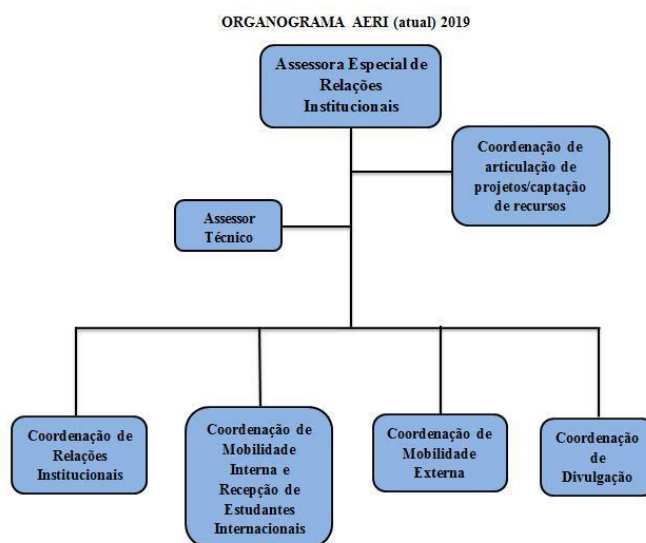 ORGANOGRAMA AERI (atual) 2019
Assessora Especial de
Relações
Institucionais
Coordenação de
articulação de
projetos/captação
de recursos
Assessor
Técnico
Coordenação de
Relações
Institucionais
Coordenação de
Mobilidade
Interna e
Recepção de
Estudantes
Internacionais
Coordenação de
Mobilidade
Externa
Coordenação
de
Divulgação